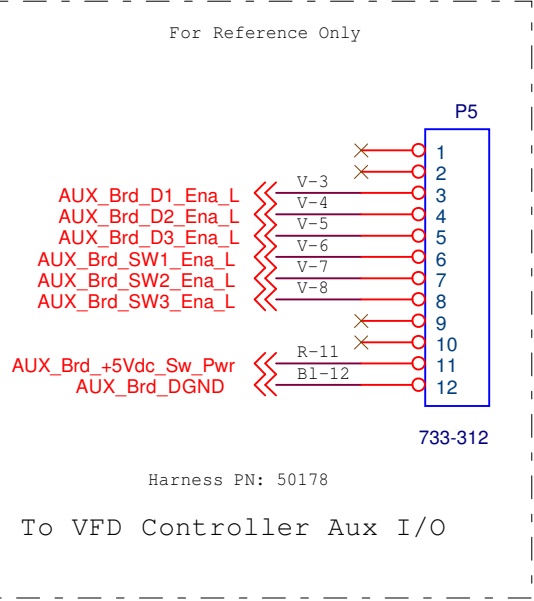 For Reference Only
P5
1
2
V-3
AUX_Brd_D1_Ena_L 3
V-4
AUX_Brd_D2_Ena_L 4
V-5
AUX_Brd_D3_Ena_L 5
V-6
AUX_Brd_SW1_Ena_L 6
V-7
AUX_Brd_SW2_Ena_L 7
V-8
AUX_Brd_SW3_Ena_L 8
9
10
R-11
AUX_Brd_+5Vdc_Sw_Pwr 11
Bl-12
AUX_Brd_DGND 12
733-312
Harness PN: 50178
To VFD Controller Aux I/O